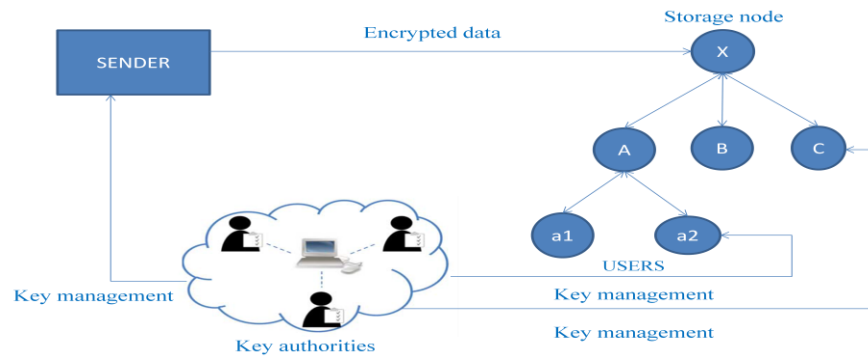 Storage node
Encrypted data
X
SENDER
A
B
C
a1
a2
USERS
Key management
Key management
Key management
Key authorities